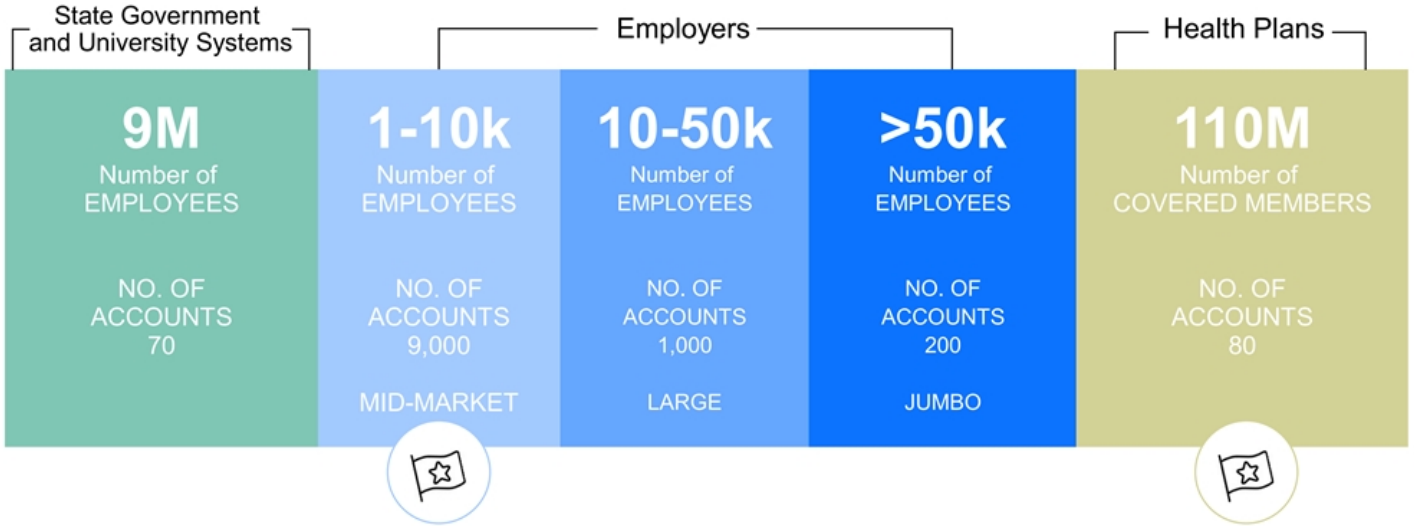 State Government
and University Systems
Employers
Health Plans
9M
Number of
EMPLOYEES
NO. OF
ACCOUNTS
70
1-10k
Number of
EMPLOYEES
NO. OF
ACCOUNTS
9,000
MID-MARKET
10-50k
Number of
EMPLOYEES
NO. OF
ACCOUNTS
1,000
LARGE
>50k
Number of
EMPLOYEES
NO. OF
ACCOUNTS
200
JUMBO
110M
Number of
COVERED MEMBERS
NO. OF
ACCOUNTS
80